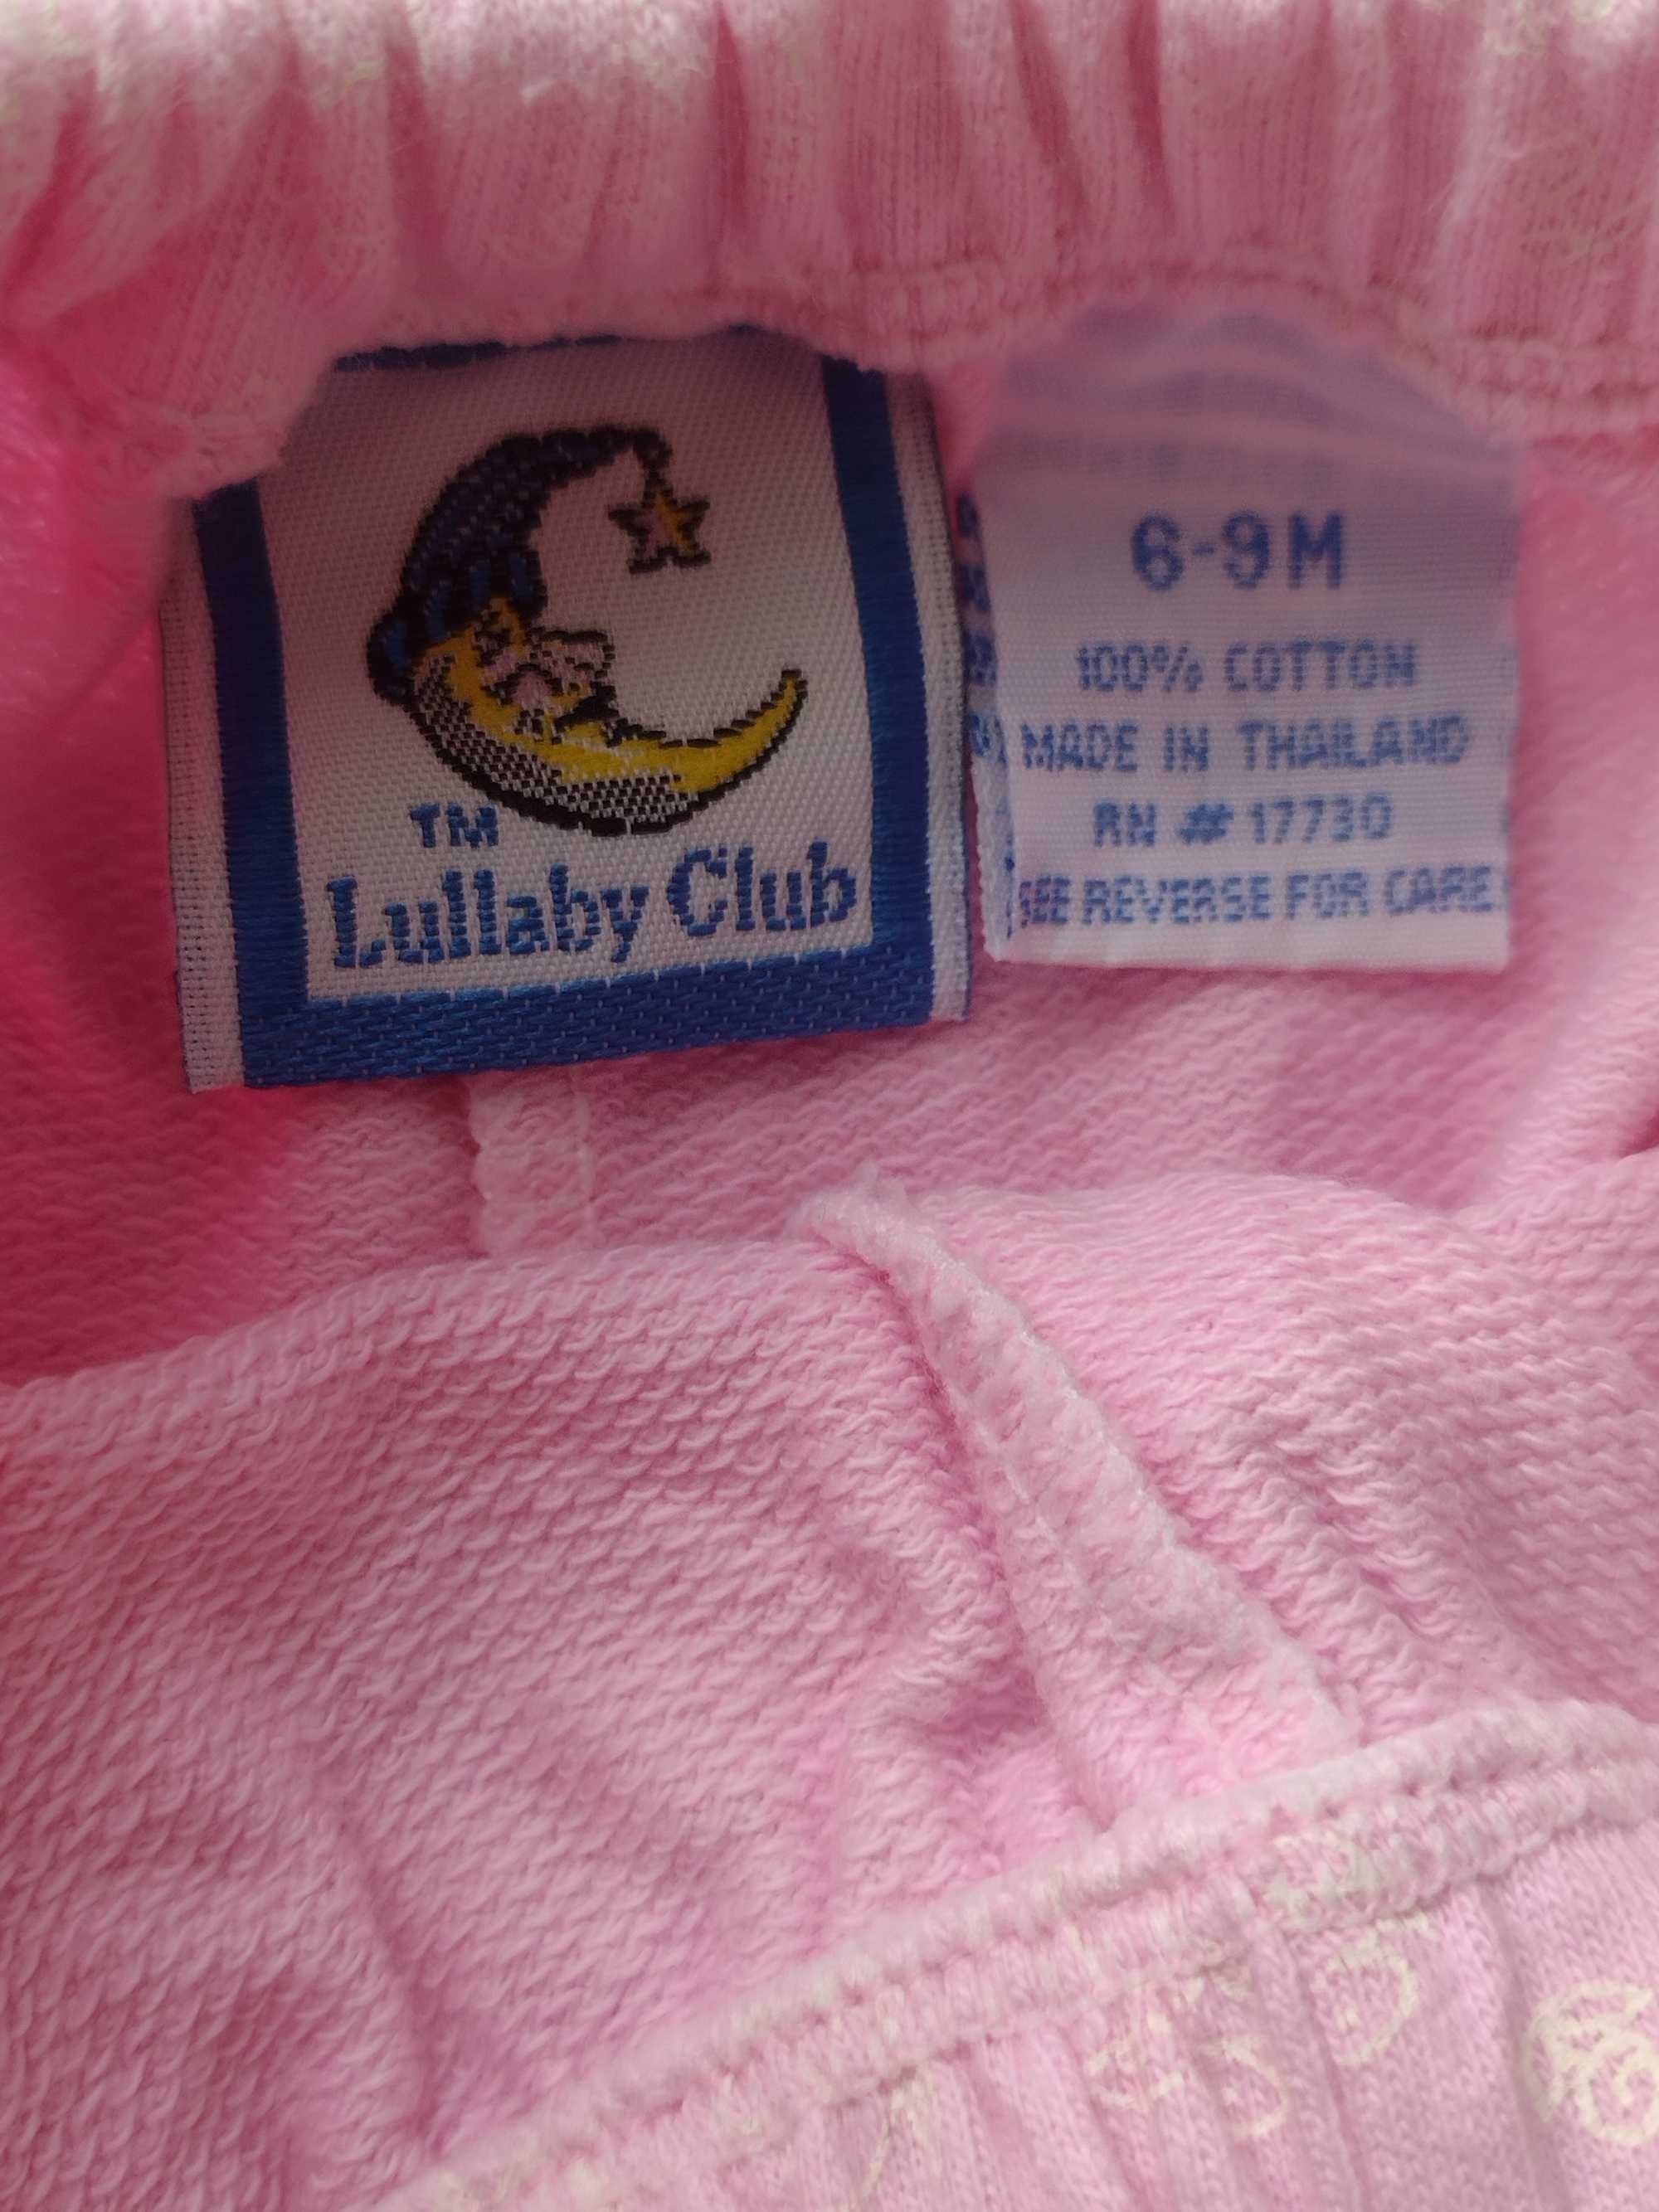 TM
Lullaby Club
6-9M
100% COTTON
MADE IN THAILAND
RN # 17730
SEE REVERSE FOR CARE